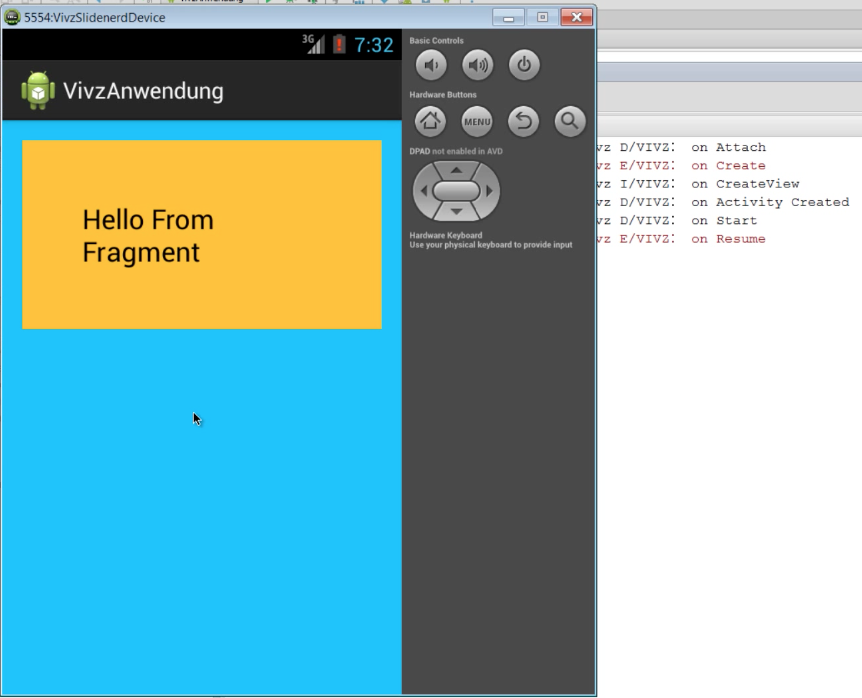 5554:VivzSlidenerdDevice
3G 7:32
VivzAnwendung
Hello From
Fragment
Basic Controls
Hardware Buttons
MENU
DPAD not enabled in AVD
Hardware Keyboard
Use your physical keyboard to provide input
vz D/VIVZ: on Attach
vz E/VIVZ: on Create
vz I/VIVZ: on CreateView
vz D/VIVZ: on Activity Created
vz D/VIVZ: on Start
vz E/VIVZ: on Resume